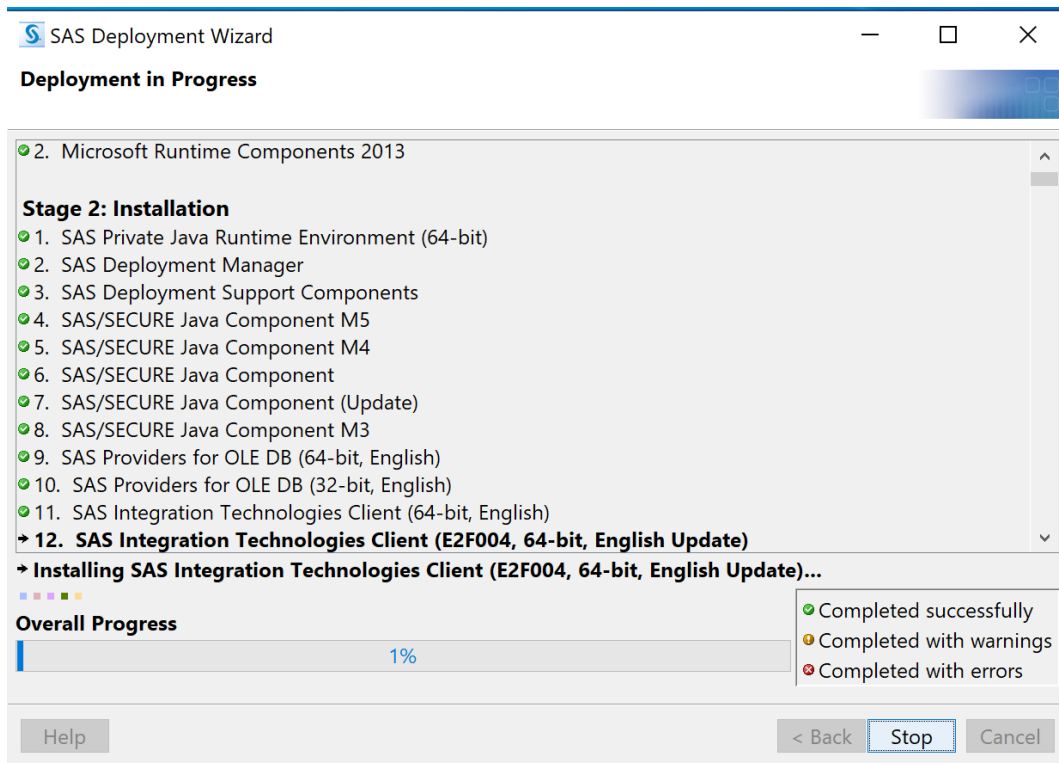 SAS Deployment Wizard
Deployment in Progress
2. Microsoft Runtime Components 2013
Stage 2: Installation
1. SAS Private Java Runtime Environment (64-bit)
2. SAS Deployment Manager
3. SAS Deployment Support Components
4. SAS/SECURE Java Component M5
5. SAS/SECURE Java Component M4
6. SAS/SECURE Java Component
7. SAS/SECURE Java Component (Update)
8. SAS/SECURE Java Component M3
9. SAS Providers for OLE DB (64-bit, English)
10. SAS Providers for OLE DB (32-bit, English)
11. SAS Integration Technologies Client (64-bit, English)
12. SAS Integration Technologies Client (E2F004, 64-bit, English Update)
Installing SAS Integration Technologies Client (E2F004, 64-bit, English Update)...
Overall Progress
1%
Completed successfully
Completed with warnings
Completed with errors
Help
< Back
Stop
Cancel